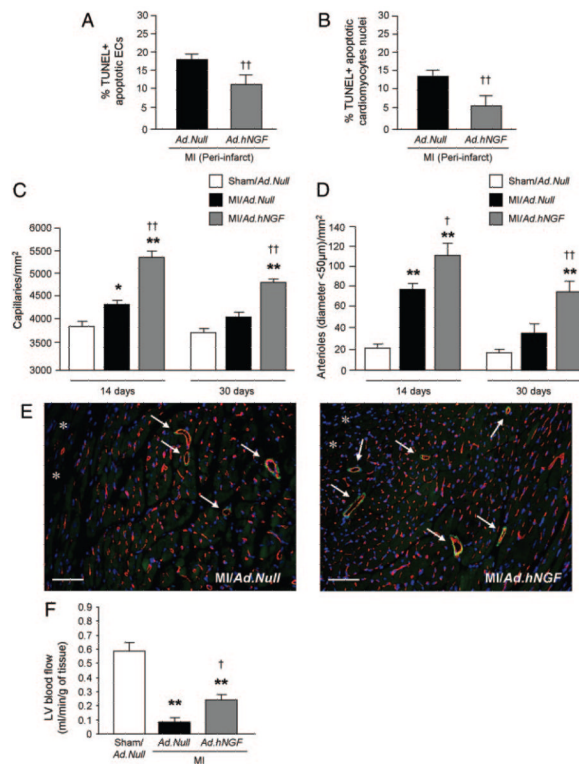 A
% TUNEL+
apoptotic ECs
30
25
20
15
10
5
0
††
Ad.Null Ad.hNGF
MI (Peri-infarct)
B
% TUNEL+ apoptotic
cardiomyocytes nuclei
30
25
20
15
10
5
0
††
Ad.Null Ad.hNGF
MI (Peri-infarct)
C
Sham/Ad.Null
MI/Ad.Null
MI/Ad.hNGF
Capillaries/mm²
6000
5500
4750
4500
4000
3500
3000
*
††
**
††
**
14 days 30 days
D
Sham/Ad.Null
MI/Ad.Null
MI/Ad.hNGF
Arterioles (diameter <50µm)/mm²
140
120
100
80
60
40
20
0
**
†
**
††
**
14 days 30 days
E
*
*
MI/Ad.Null
*
*
MI/Ad.hNGF
F
LV blood flow
(ml/min/g of tissue)
0.9
0.8
0.7
0.6
0.5
0.4
0.3
0.2
0.1
0
**
†
**
Sham/ Ad.Null Ad.hNGF
Ad.Null MI